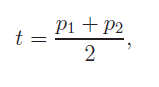 t = \frac{p_1 + p_2}{2},